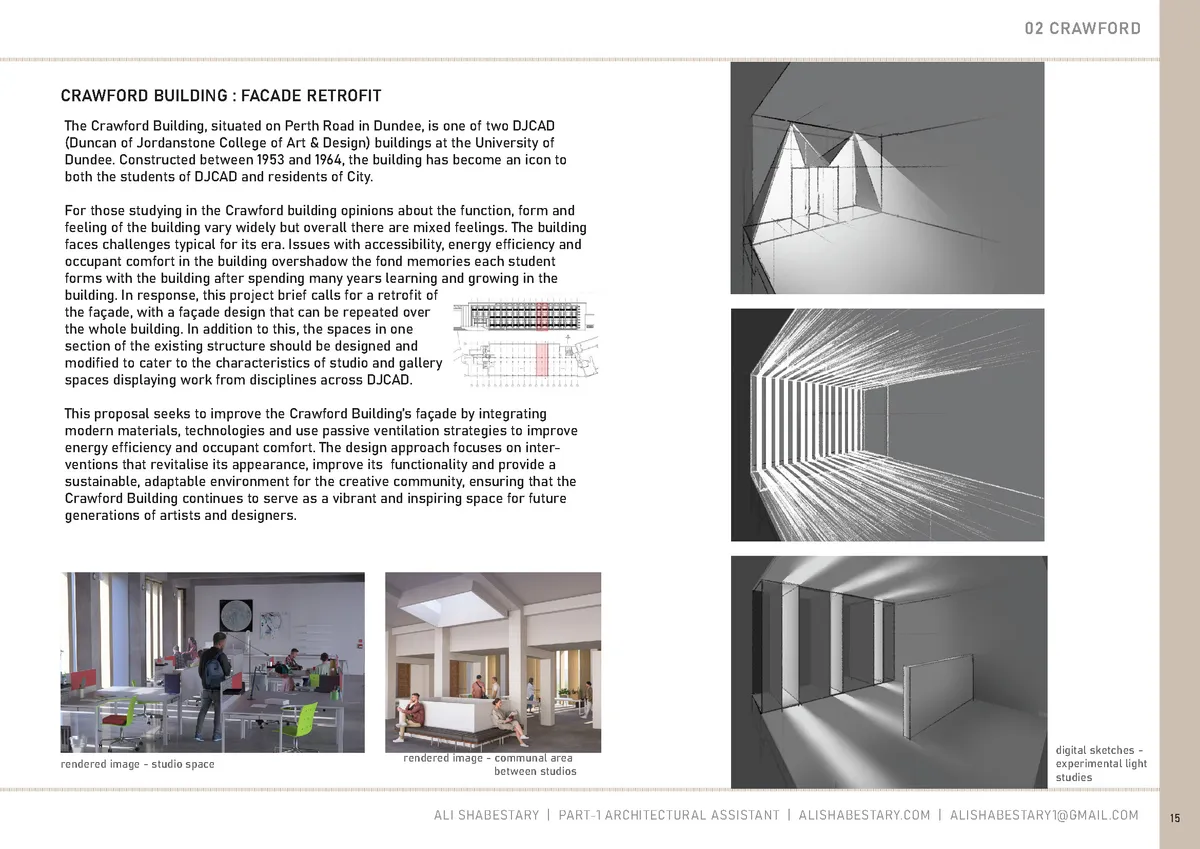 02 CRAWFORD
CRAWFORD BUILDING : FACADE RETROFIT
The Crawford Building, situated on Perth Road in Dundee, is one of two DJCAD
(Duncan of Jordanstone College of Art & Design) buildings at the University of
Dundee. Constructed between 1953 and 1964, the building has become an icon to
both the students of DJCAD and residents of City.
For those studying in the Crawford building opinions about the function, form and
feeling of the building vary widely but overall there are mixed feelings. The building
faces challenges typical for its era. Issues with accessibility, energy efficiency and
occupant comfort in the building overshadow the fond memories each student
forms with the building after spending many years learning and growing in the
building. In response, this project brief calls for a retrofit of
the façade, with a façade design that can be repeated over
the whole building. In addition to this, the spaces in one
section of the existing structure should be designed and
modified to cater to the characteristics of studio and gallery
spaces displaying work from disciplines across DJCAD.
This proposal seeks to improve the Crawford Building's façade by integrating
modern materials, technologies and use passive ventilation strategies to improve
energy efficiency and occupant comfort. The design approach focuses on inter-
ventions that revitalise its appearance, improve its functionality and provide a
sustainable, adaptable environment for the creative community, ensuring that the
Crawford Building continues to serve as a vibrant and inspiring space for future
generations of artists and designers.
rendered image - studio space
rendered image - communal area
between studios
digital sketches -
experimental light
studies
ALI SHABESTARY | PART-1 ARCHITECTURAL ASSISTANT | ALISHABESTARY.COM | ALISHABESTARY1@GMAIL.COM
15